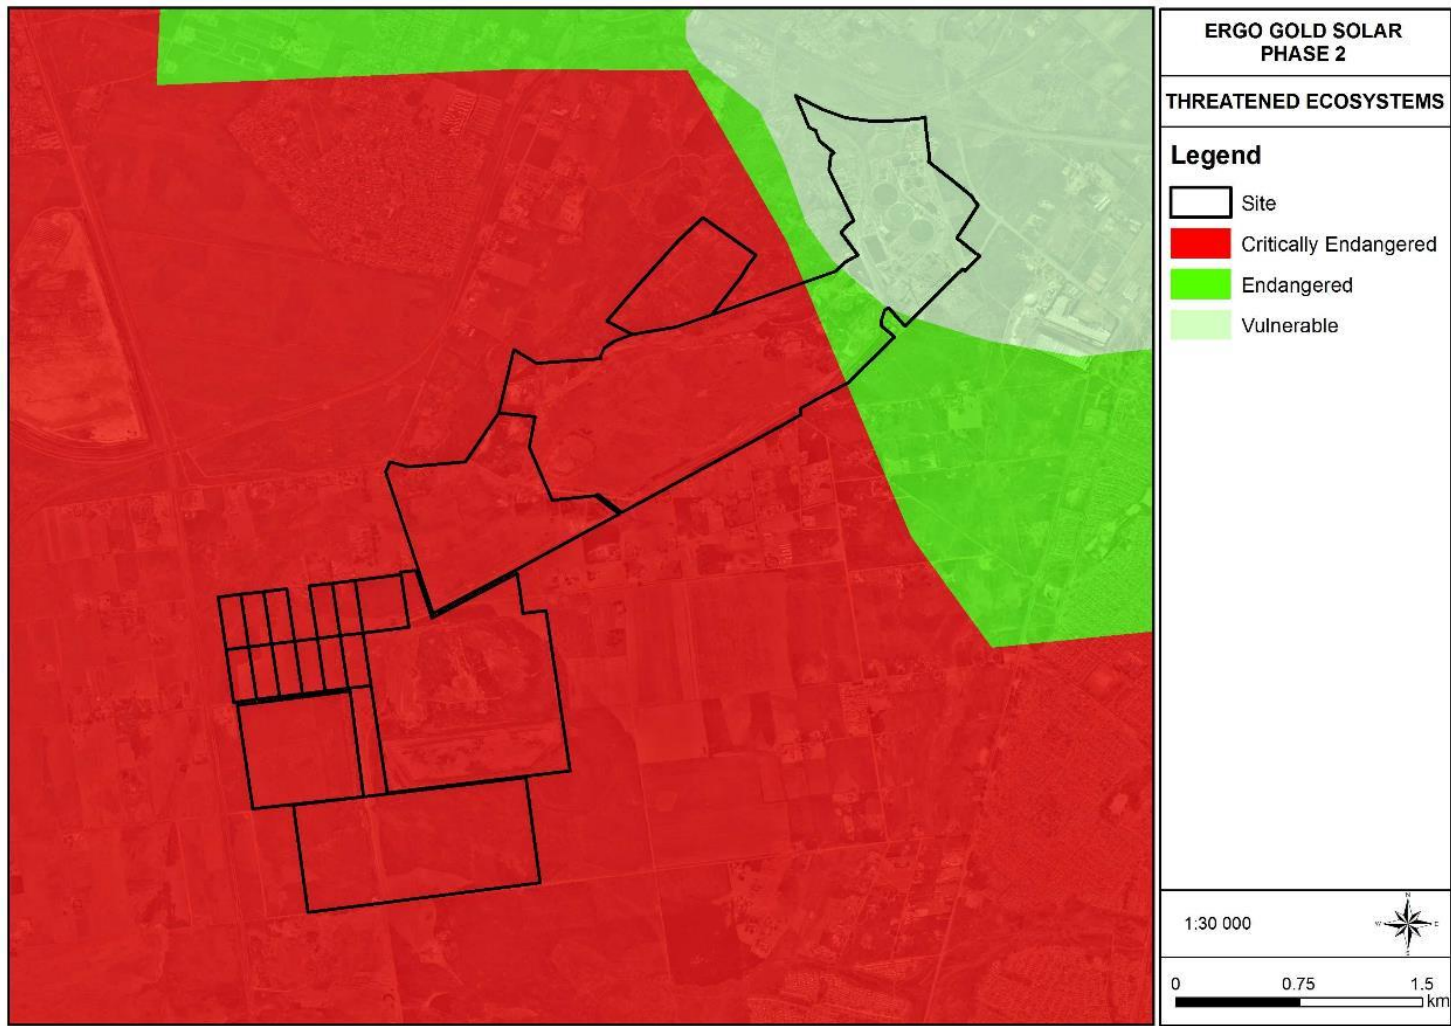 ERGO GOLD SOLAR
PHASE 2
THREATENED ECOSYSTEMS
Legend
Site
Critically Endangered
Endangered
Vulnerable
1:30 000
N
W E
S
0 0.75 1.5
km